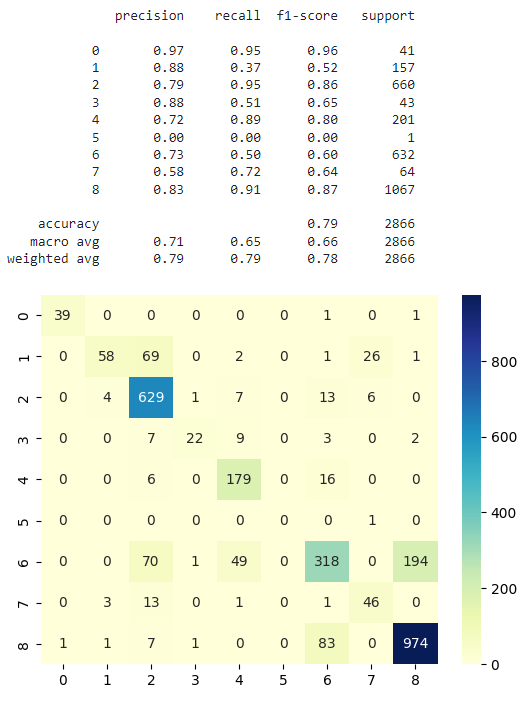 precision recall f1-score support
0 0.97 0.95 0.96 41
1 0.88 0.37 0.52 157
2 0.79 0.95 0.86 660
3 0.88 0.51 0.65 43
4 0.72 0.89 0.80 201
5 0.00 0.00 0.00 1
6 0.73 0.50 0.60 632
7 0.58 0.72 0.64 64
8 0.83 0.91 0.87 1067
accuracy 0.79 2866
macro avg 0.71 0.65 0.66 2866
weighted avg 0.79 0.79 0.78 2866
0 39 0 0 0 0 0 1 0 1
1 0 58 69 0 2 0 1 26 1
2 0 4 629 1 7 0 13 6 0
3 0 0 7 22 9 0 3 0 2
4 0 0 6 0 179 0 16 0 0
5 0 0 0 0 0 0 0 1 0
6 0 0 70 1 49 0 318 0 194
7 0 3 13 0 1 0 1 46 0
8 1 1 7 1 0 0 83 0 974
0 1 2 3 4 5 6 7 8
800
600
400
200
0